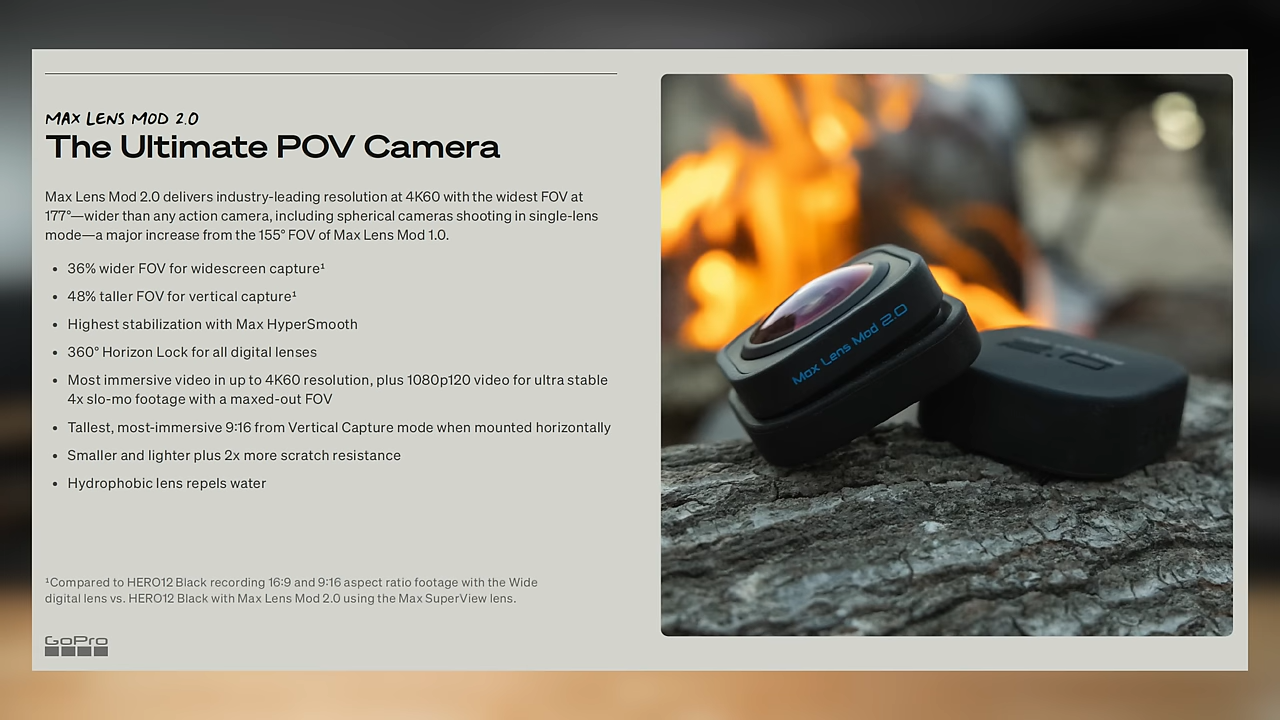 MAX LENS MOD 2.0
The Ultimate POV Camera
Max Lens Mod 2.0 delivers industry-leading resolution at 4K60 with the widest FOV at
177°—wider than any action camera, including spherical cameras shooting in single-lens
mode—a major increase from the 155° FOV of Max Lens Mod 1.0.
• 36% wider FOV for widescreen capture¹
• 48% taller FOV for vertical capture¹
• Highest stabilization with Max HyperSmooth
• 360° Horizon Lock for all digital lenses
• Most immersive video in up to 4K60 resolution, plus 1080p120 video for ultra stable
4x slo-mo footage with a maxed-out FOV
• Tallest, most-immersive 9:16 from Vertical Capture mode when mounted horizontally
• Smaller and lighter plus 2x more scratch resistance
• Hydrophobic lens repels water
¹Compared to HERO12 Black recording 16:9 and 9:16 aspect ratio footage with the Wide
digital lens vs. HERO12 Black with Max Lens Mod 2.0 using the Max SuperView lens.
GoPro
Max Lens Mod 2.0
2.0